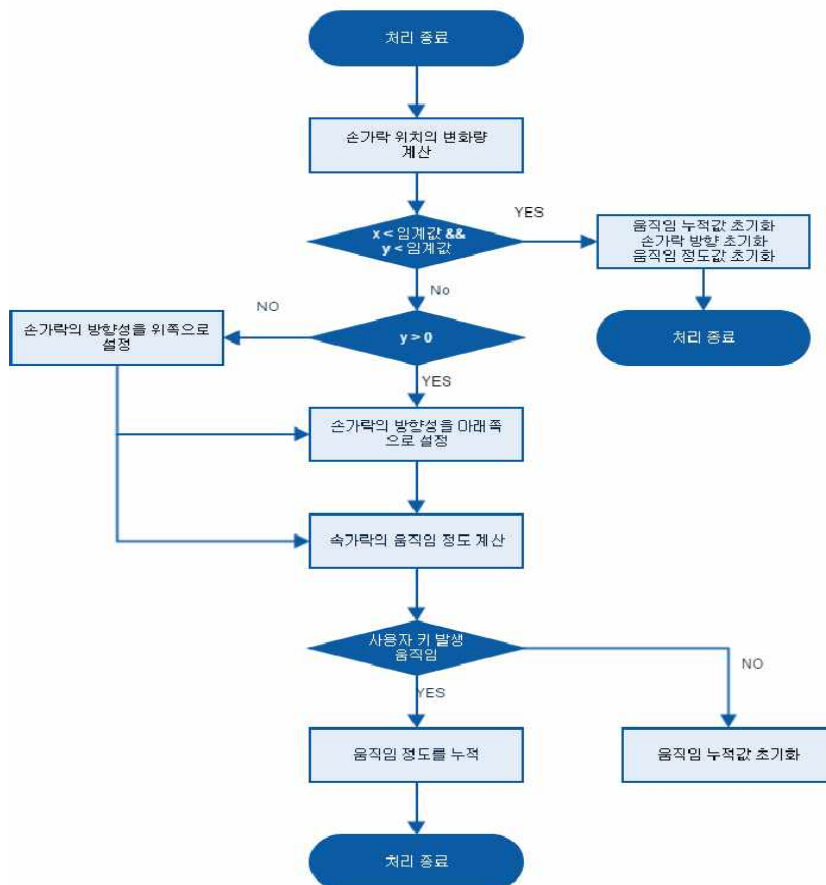 처리 종료
손가락 위치의 변화량
계산
x < 임계값 &&
y < 임계값
YES
움직임 누적값 초기화
손가락 방향 초기화
움직임 정도값 초기화
No
처리 종료
y > 0
NO
손가락의 방향성을 위쪽으로
설정
YES
손가락의 방향성을 아래쪽
으로 설정
속가락의 움직임 정도 계산
사용자 키 발생
움직임
NO
YES
움직임 정도를 누적
움직임 누적값 초기화
처리 종료